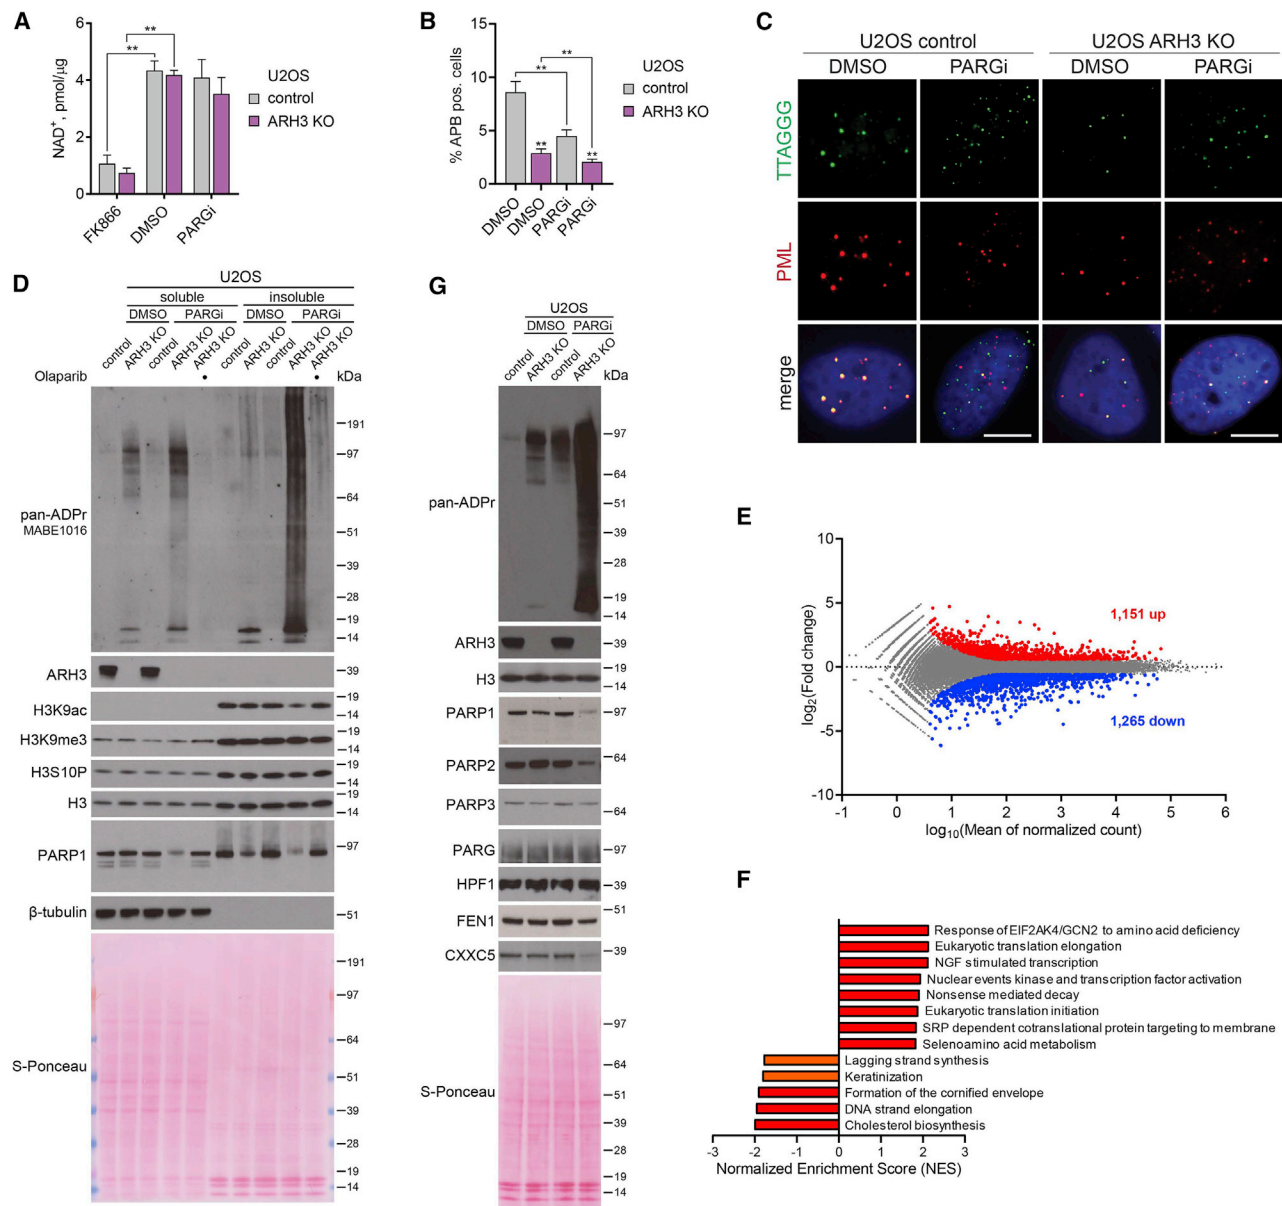 A
6
4
2
0
NAD+, pmol/µg
**
**
FK866
DMSO
PARGi
U2OS
control
ARH3 KO
B
15
10
5
0
% APB pos. cells
**
**
**
**
DMSO
DMSO
PARGi
PARGi
U2OS
control
ARH3 KO
C
U2OS control
U2OS ARH3 KO
DMSO
PARGi
DMSO
PARGi
TTAGGG
PML
merge
D
U2OS
soluble
insoluble
DMSO
PARGi
DMSO
PARGi
control
ARH3 KO
control
ARH3 KO
ARH3 KO
control
ARH3 KO
control
ARH3 KO
ARH3 KO
Olaparib
kDa
pan-ADPr
MABE1016
191
97
64
51
39
28
19
14
ARH3
39
H3K9ac
19
14
H3K9me3
19
14
H3S10P
19
14
H3
19
14
PARP1
97
β-tubulin
51
S-Ponceau
191
97
64
51
39
28
19
14
G
U2OS
DMSO
PARGi
control
ARH3 KO
control
ARH3 KO
kDa
pan-ADPr
97
64
51
39
28
19
14
ARH3
39
H3
19
14
PARP1
97
PARP2
64
PARP3
64
PARG
97
HPF1
39
FEN1
51
CXXC5
39
S-Ponceau
97
64
51
39
28
19
14
E
10
5
0
-5
-10
log2(Fold change)
1,151 up
1,265 down
-1
0
1
2
3
4
5
6
log10(Mean of normalized count)
F
Response of EIF2AK4/GCN2 to amino acid deficiency
Eukaryotic translation elongation
NGF stimulated transcription
Nuclear events kinase and transcription factor activation
Nonsense mediated decay
Eukaryotic translation initiation
SRP dependent cotranslational protein targeting to membrane
Selenoamino acid metabolism
Lagging strand synthesis
Keratinization
Formation of the cornified envelope
DNA strand elongation
Cholesterol biosynthesis
-3
-2
-1
0
1
2
3
Normalized Enrichment Score (NES)